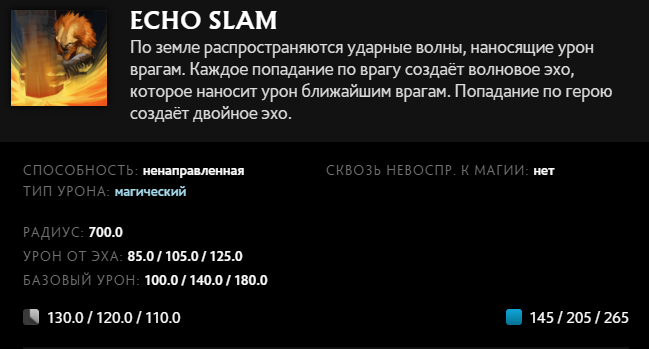 ECHO SLAM
По земле распространяются ударные волны, наносящие урон
врагам. Каждое попадание по врагу создаёт волновое эхо,
которое наносит урон ближайшим врагам. Попадание по герою
создаёт двойное эхо.
СПОСОБНОСТЬ: ненаправленная СКВОЗЬ НЕВОСПР. К МАГИИ: нет
ТИП УРОНА: магический
РАДИУС: 700.0
УРОН ОТ ЭХА: 85.0 / 105.0 / 125.0
БАЗОВЫЙ УРОН: 100.0 / 140.0 / 180.0
130.0 / 120.0 / 110.0 145 / 205 / 265